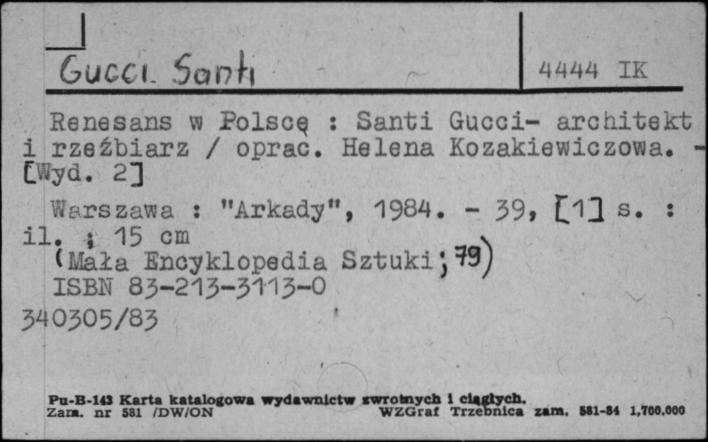 Gucci Santi
4444 IK
Renesans w Polscę : Santi Gucci- architekt
i rzeźbiarz / oprac. Helena Kozakiewiczowa. -
[Wyd. 2]
Warszawa : "Arkady", 1984. - 39, [1] s. :
il. ; 15 cm
(Mała Encyklopedia Sztuki; 79)
ISBN 83-213-3113-0
340305/83
Pu-B-143 Karta katalogowa wydawnictw zwrotnych i ciągłych.
Zam. nr 581 /DW/ON WZGraf Trzebnica zam. 581-84 1,700.000